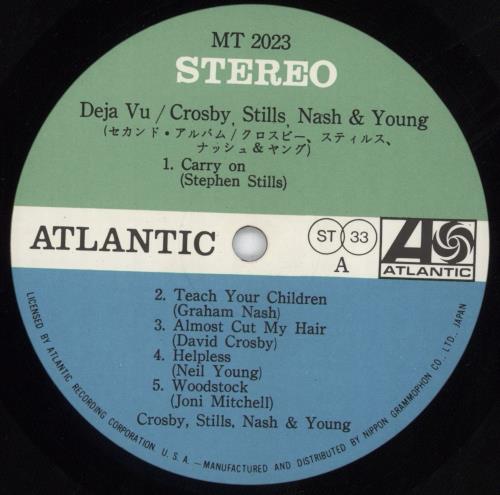 MT 2023
STEREO
Deja Vu / Crosby, Stills, Nash & Young
(セカンド・アルバム / クロスビー、スティルス、
ナッシュ & ヤング)
1. Carry on
(Stephen Stills)
ATLANTIC
ST 33
A
ATLANTIC
2. Teach Your Children
(Graham Nash)
3. Almost Cut My Hair
(David Crosby)
4. Helpless
(Neil Young)
5. Woodstock
(Joni Mitchell)
Crosby, Stills, Nash & Young
LICENSED BY ATLANTIC RECORDING CORPORATION, U. S. A. —MANUFACTURED AND DISTRIBUTED BY NIPPON GRAMMOPHON CO., LTD., JAPAN